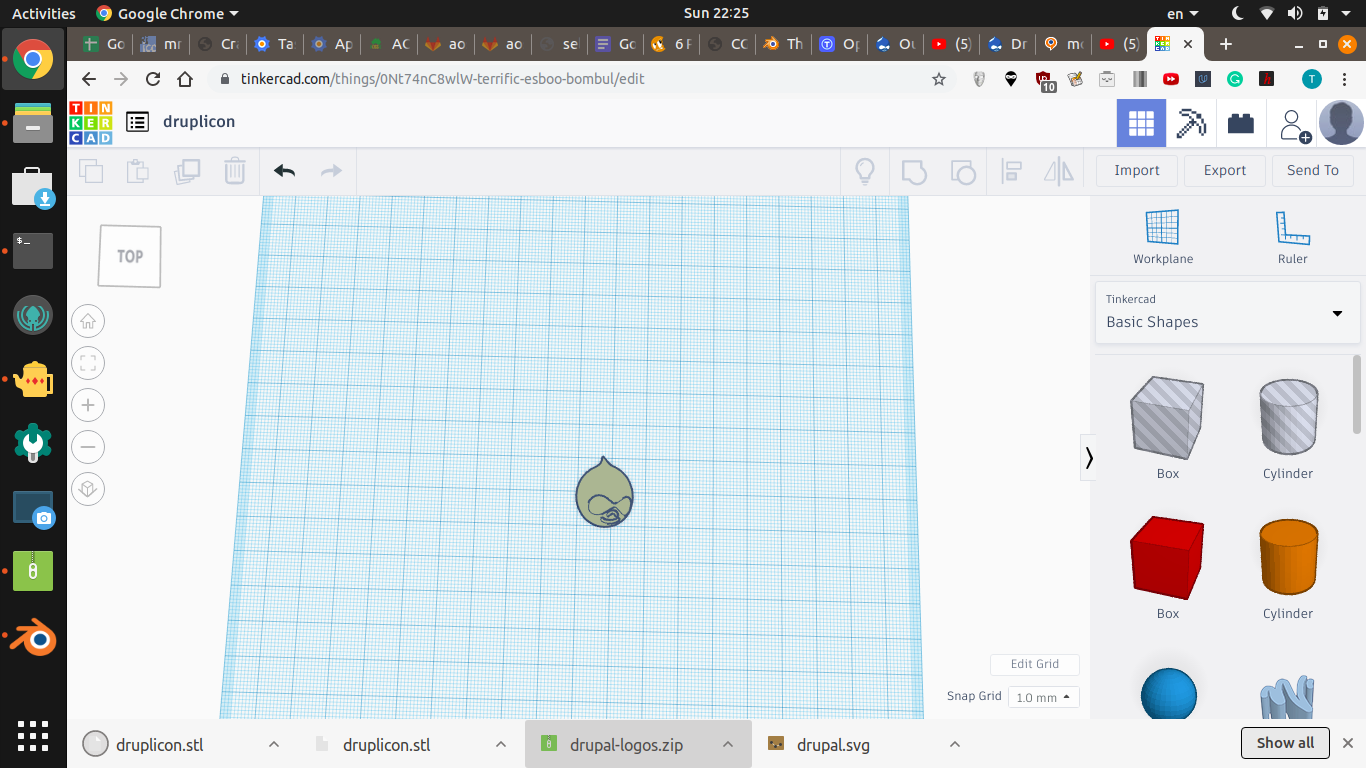 Activities Google Chrome Sun 22:25 en
Go mr Cra Ta Ap AC ao ao se Go 6 F CC Th Op Ou (5) Dr mo (5)
tinkercad.com/things/0Nt74nC8wlW-terrific-esboo-bombul/edit 10 T
TIN
KER
CAD
druplicon
Import Export Send To
TOP
Workplane Ruler
Tinkercad
Basic Shapes
Box Cylinder
Box Cylinder
Edit Grid
Snap Grid 1.0 mm
druplicon.stl druplicon.stl drupal-logos.zip drupal.svg Show all